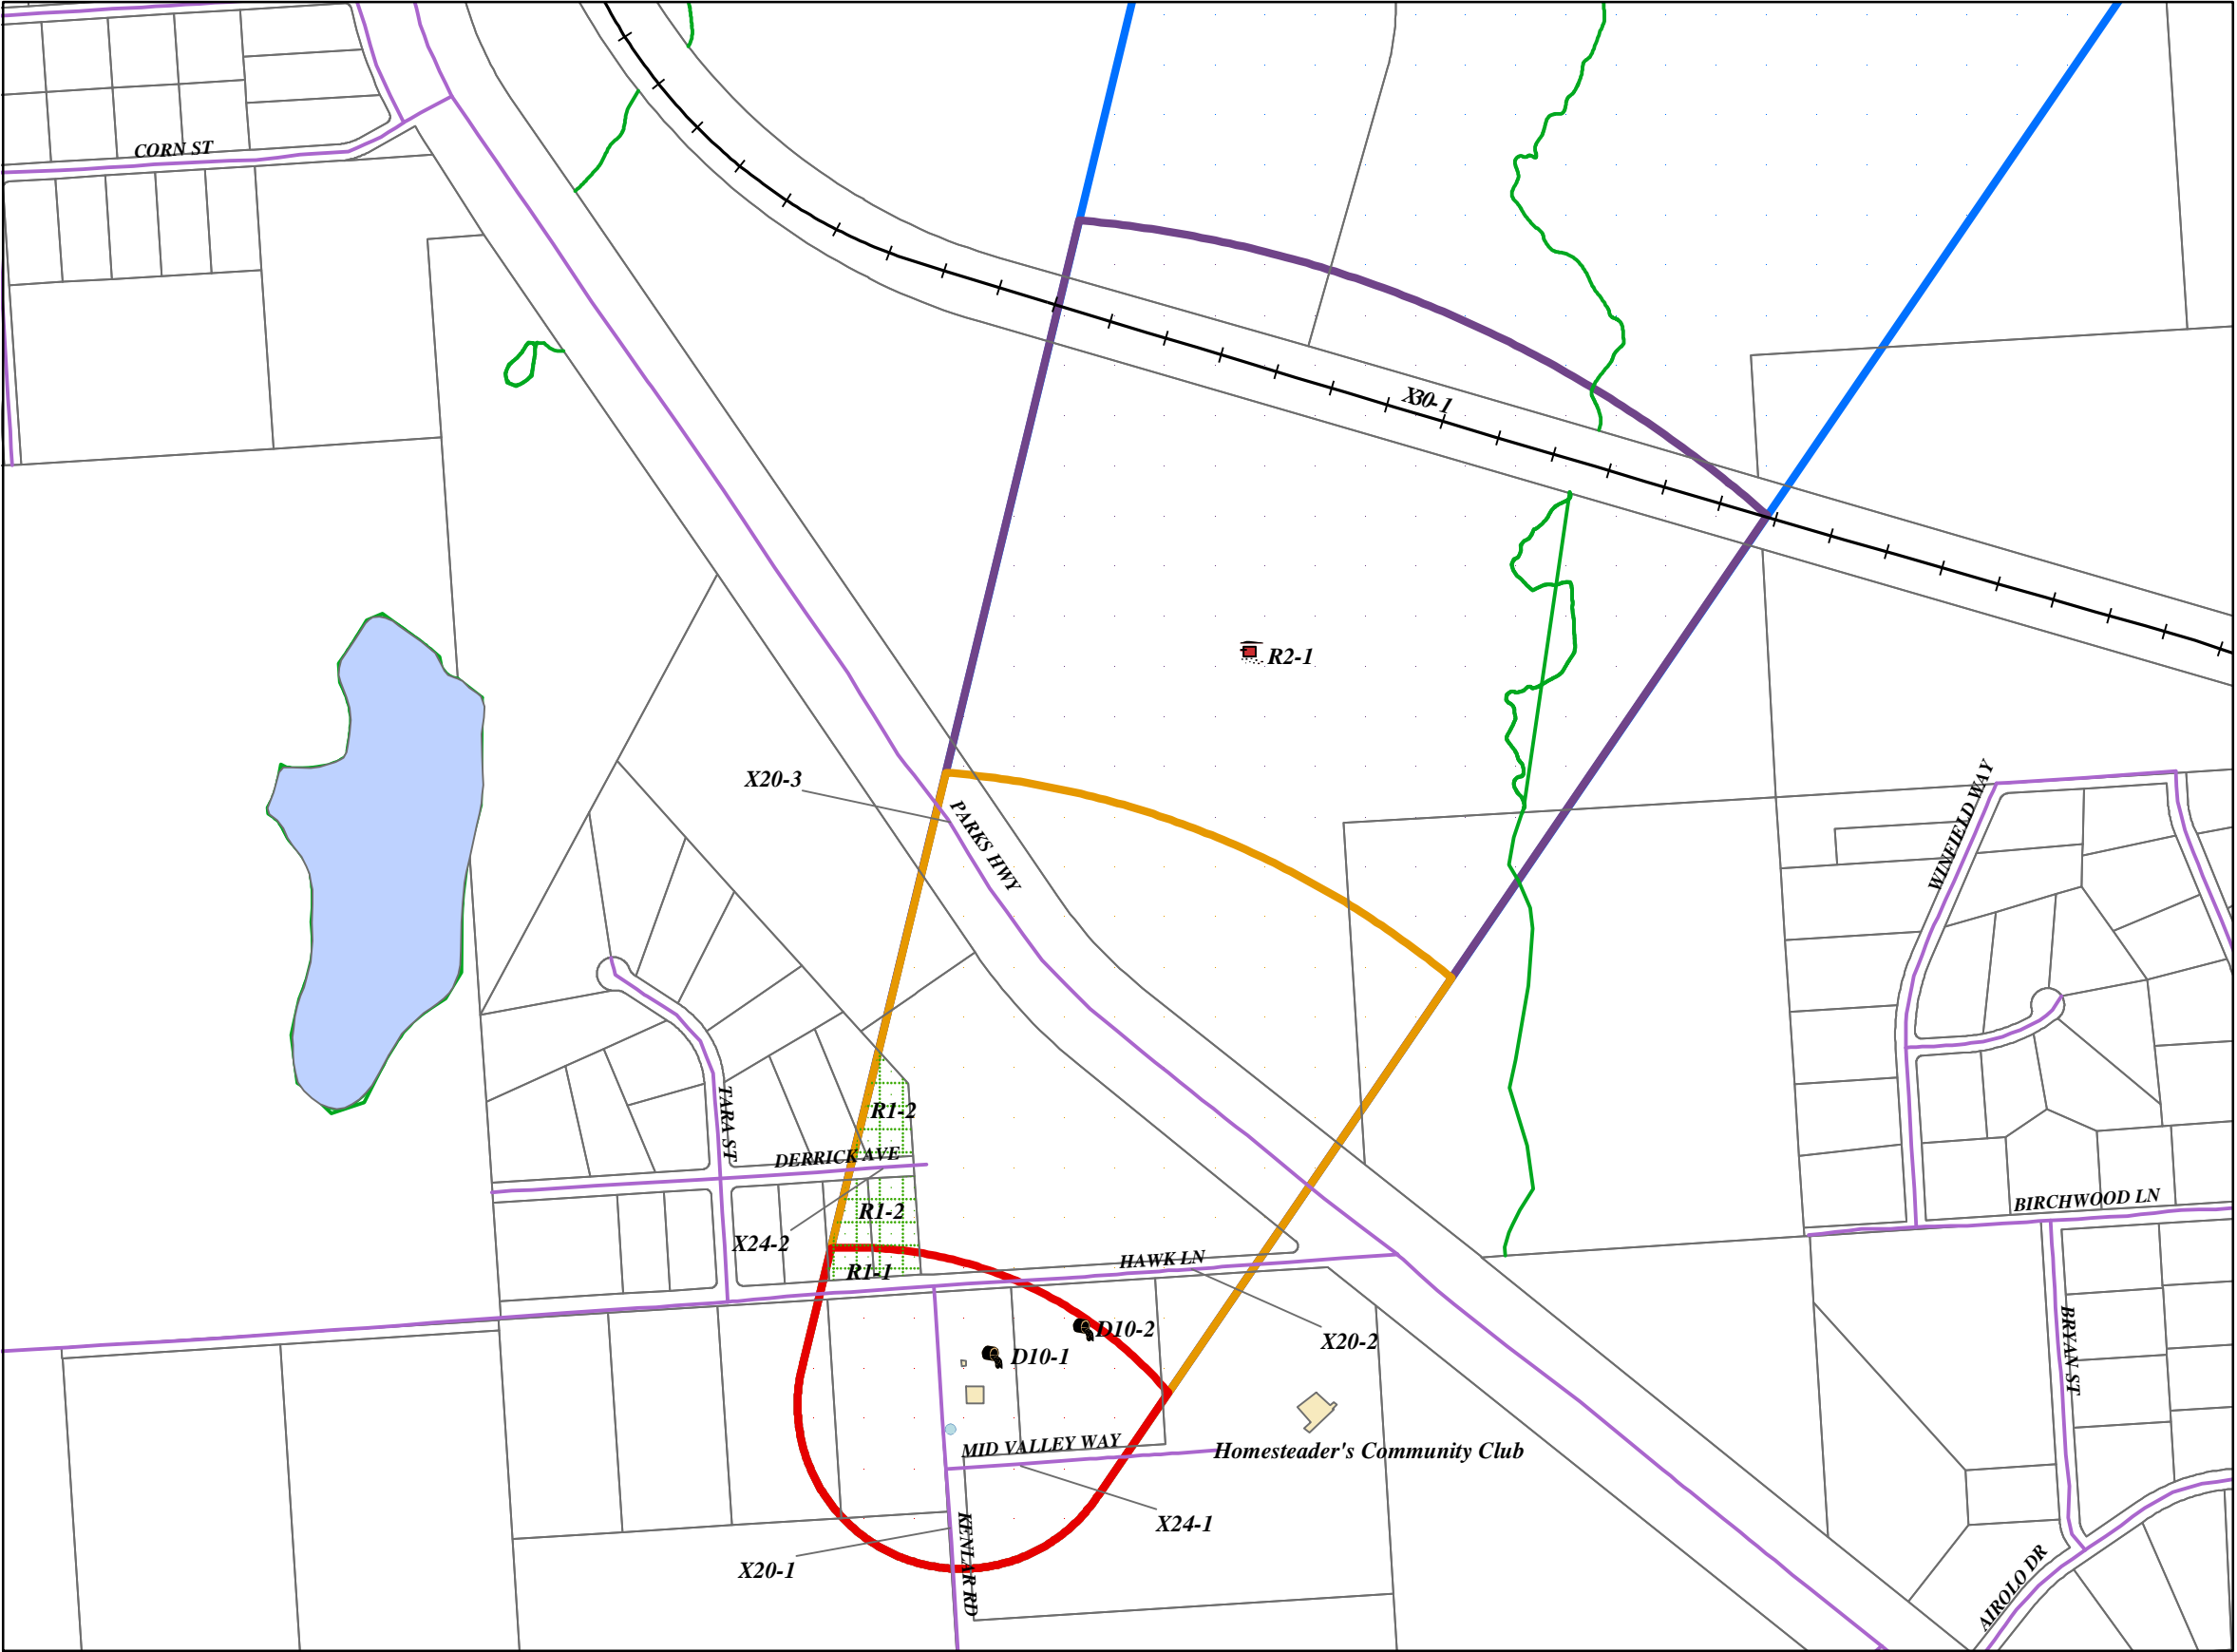 CORN ST
X30-1
R2-1
X20-3
PARKS HWY
WINFIELD WAY
TARA ST
R1-2
DERRICK AVE
R1-2
X24-2
BIRCHWOOD LN
HAWK LN
R1-1
X20-2
D10-2
D10-1
BRYAN ST
MID VALLEY WAY
Homesteader's Community Club
X24-1
KENLAR RD
X20-1
AIROLO DR